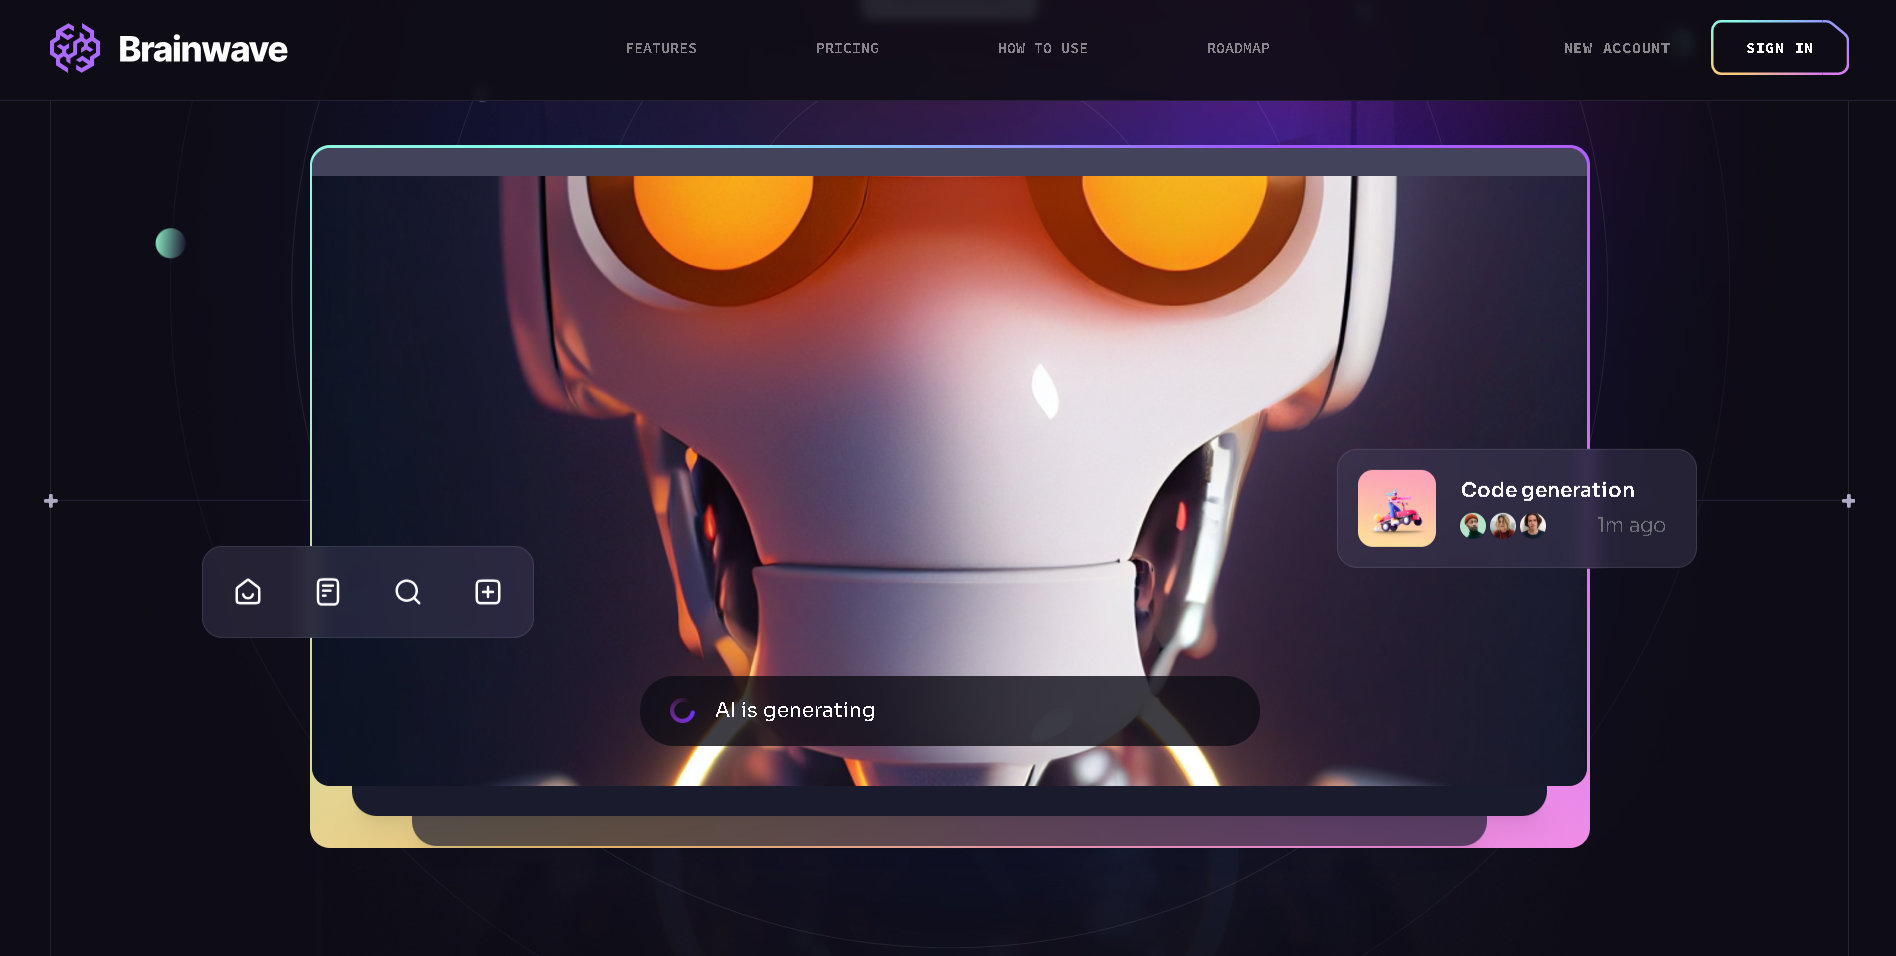 Brainwave
FEATURES
PRICING
HOW TO USE
ROADMAP
NEW ACCOUNT
SIGN IN
Code generation
1m ago
AI is generating